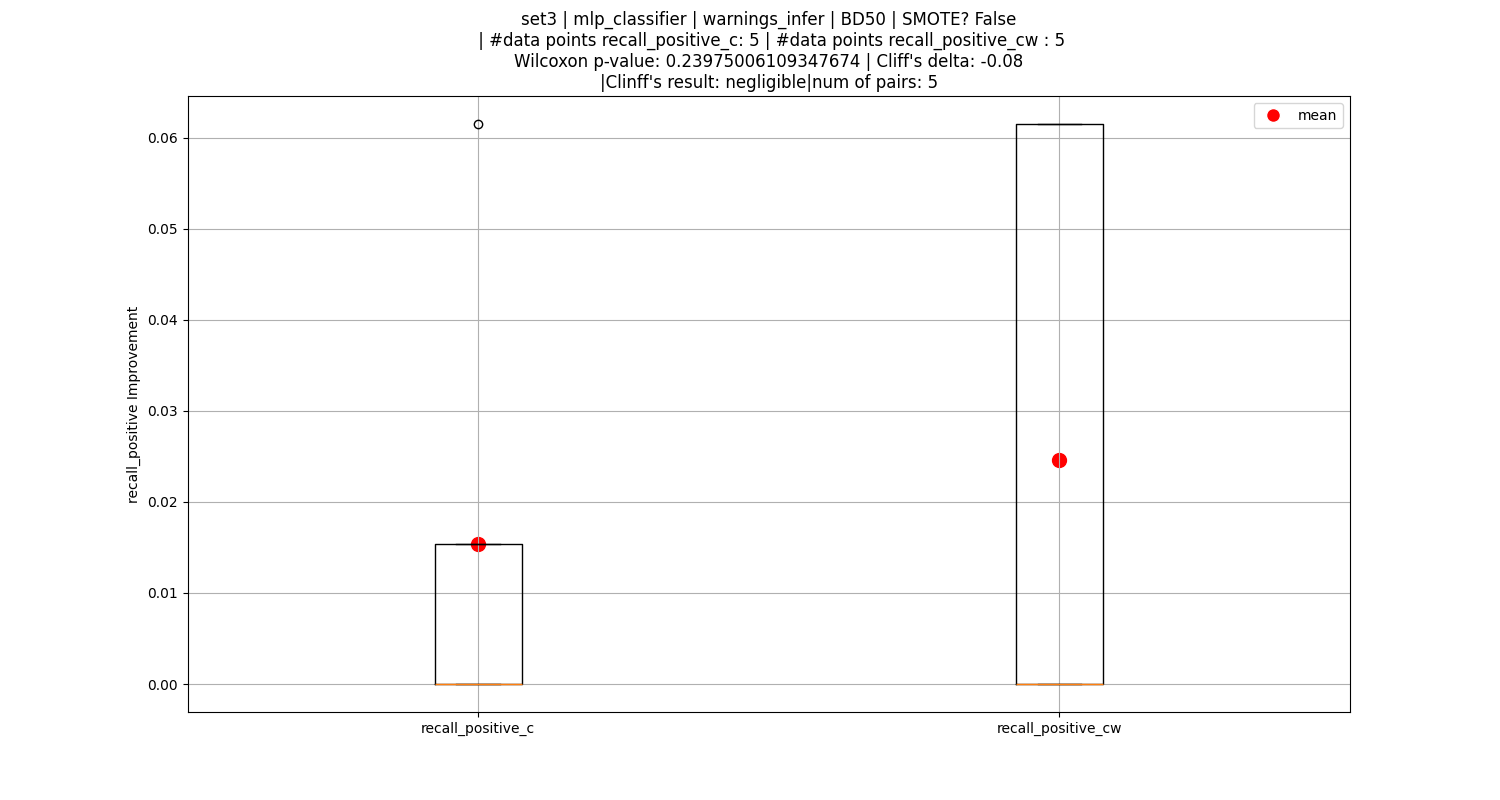 set3 | mlp_classifier | warnings_infer | BD50 | SMOTE? False
| #data points recall_positive_c: 5 | #data points recall_positive_cw : 5
Wilcoxon p-value: 0.23975006109347674 | Cliff's delta: -0.08
|Clinff's result: negligible|num of pairs: 5
mean
0.06
0.05
0.04
0.03
0.02
0.01
0.00
recall_positive Improvement
recall_positive_c
recall_positive_cw